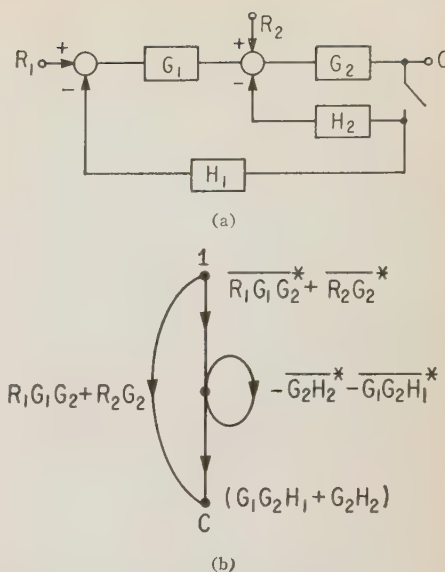 R₂
+ + C
R₁ G₁ G₂
- -
H₂
H₁
(a)
1
R₁G₁G₂* + R₂G₂*
R₁G₁G₂+R₂G₂
-G₂H₂* -G₁G₂H₁*
(G₁G₂H₁+G₂H₂)
C
(b)